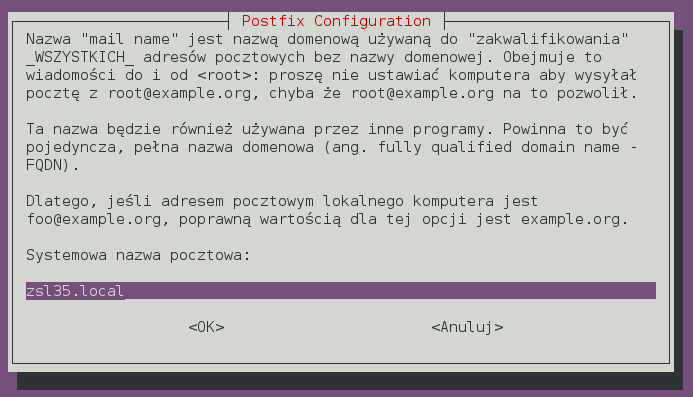 Postfix Configuration
Nazwa "mail name" jest nazwą domenową używaną do "zakwalifikowania"
_WSZYSTKICH_ adresów pocztowych bez nazwy domenowej. Obejmuje to
wiadomości do i od <root>: proszę nie ustawiać komputera aby wysyłał
pocztę z root@example.org, chyba że root@example.org na to pozwolił.
Ta nazwa będzie również używana przez inne programy. Powinna to być
pojedyncza, pełna nazwa domenowa (ang. fully qualified domain name -
FQDN).
Dlatego, jeśli adresem pocztowym lokalnego komputera jest
foo@example.org, poprawną wartością dla tej opcji jest example.org.
Systemowa nazwa pocztowa:
zsl35.local
<OK> <Anuluj>